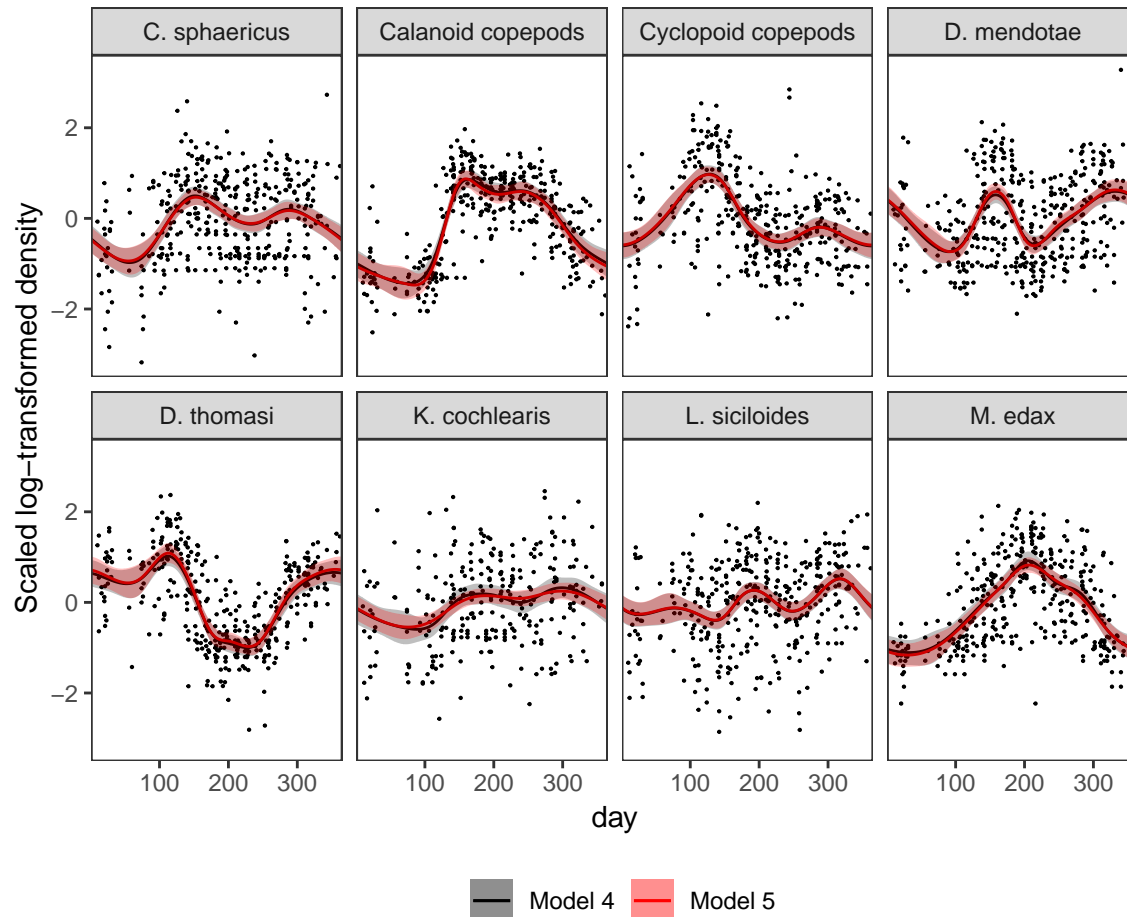 C. sphaericus Calanoid copepods Cyclopoid copepods D. mendotae
2
0
−2
Scaled log−transformed density
D. thomasi K. cochlearis L. siciloides M. edax
2
0
−2
100 200 300 100 200 300 100 200 300 100 200 300
day
Model 4 Model 5